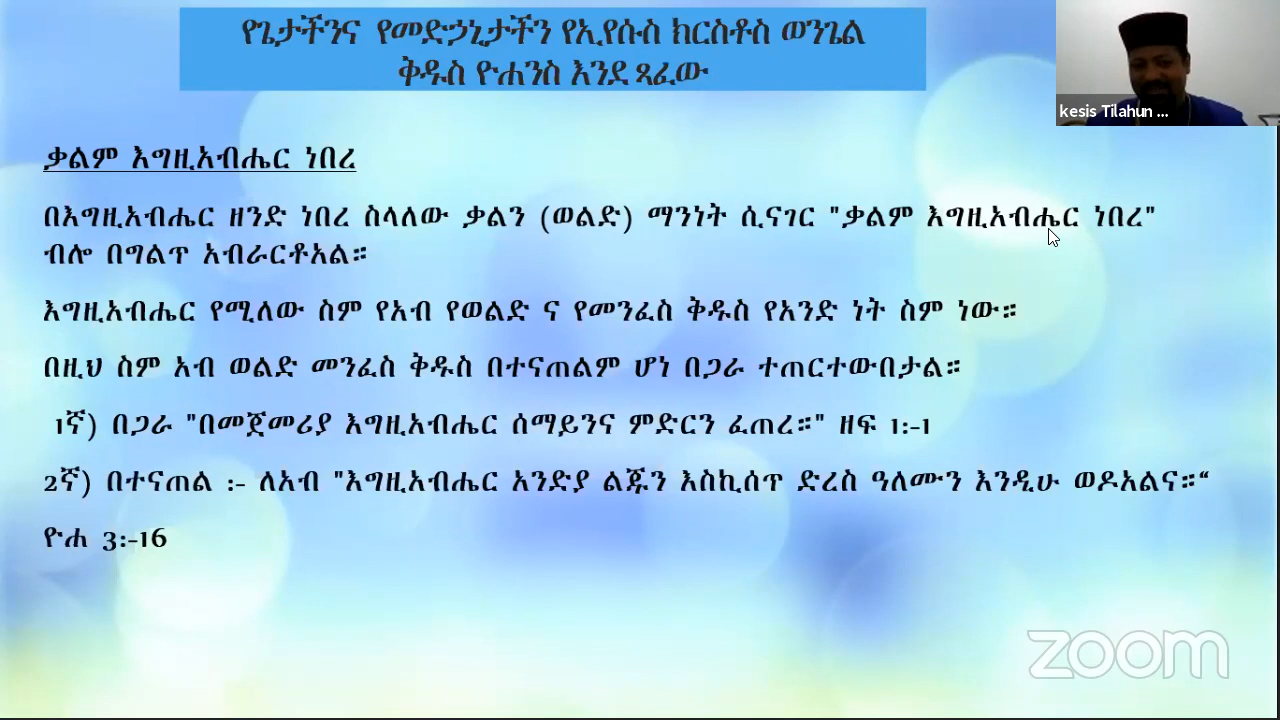 የጌታችንና የመድኃኒታችን የኢየሱስ ክርስቶስ ወንጌል
ቅዱስ ዮሐንስ እንደ ጻፈው
kesis Tilahun ...
ቃልም እግዚአብሔር ነበረ
በእግዚአብሔር ዘንድ ነበረ ስላለው ቃልን (ወልድ) ማንነት ሲናገር "ቃልም እግዚአብሔር ነበረ"
ብሎ በግልጥ አብራርቶአል።
እግዚአብሔር የሚለው ስም የአብ የወልድ ና የመንፈስ ቅዱስ የአንድ ነት ስም ነው።
በዚህ ስም አብ ወልድ መንፈስ ቅዱስ በተናጠልም ሆነ በጋራ ተጠርተውበታል።
1ኛ) በጋራ "በመጀመሪያ እግዚአብሔር ሰማይንና ምድርን ፈጠረ።" ዘፍ 1:-1
2ኛ) በተናጠል :- ለአብ "እግዚአብሔር አንድያ ልጁን እስኪሰጥ ድረስ ዓለሙን እንዲሁ ወዶአልና።“
ዮሐ 3:-16
zoom